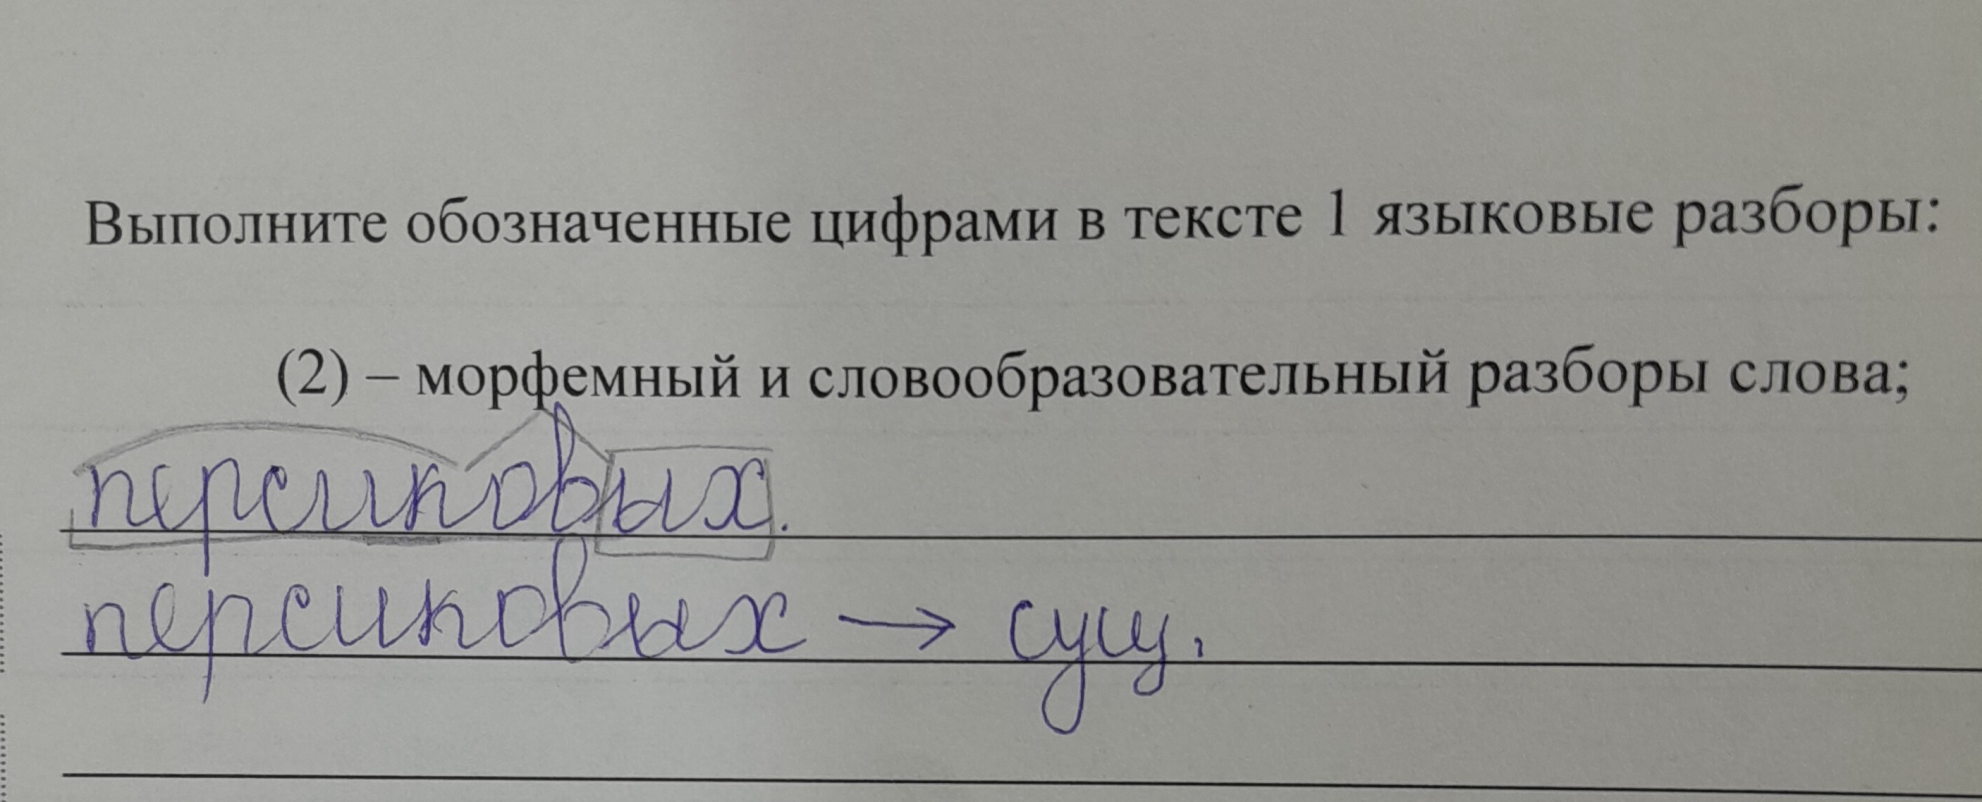 Выполните обозначенные цифрами в тексте 1 языковые разборы:
(2) – морфемный и словообразовательный разборы слова;
персиковых.
персиковых → сущ.